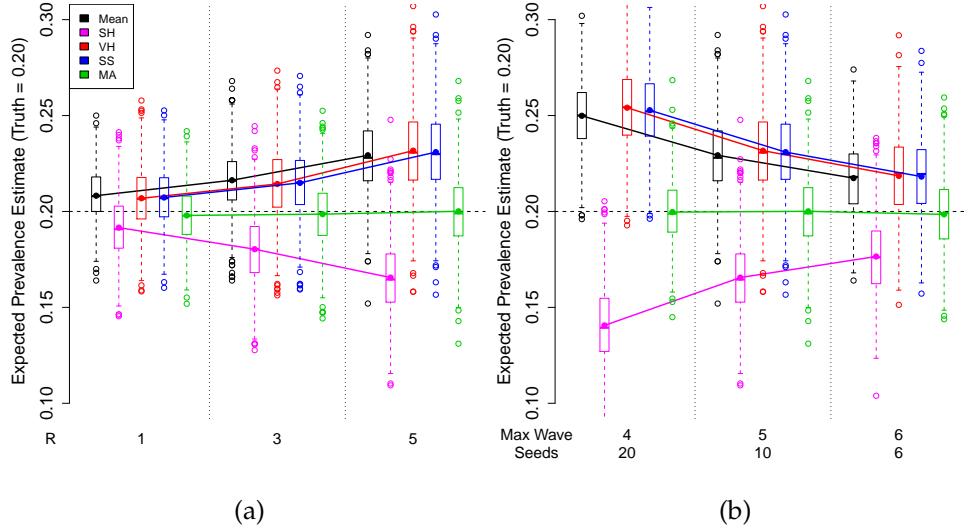 Expected Prevalence Estimate (Truth = 0.20)
0.30
0.25
0.20
0.15
0.10
Mean
SH
VH
SS
MA
R 1 3 5
(a)
Expected Prevalence Estimate (Truth = 0.20)
0.30
0.25
0.20
0.15
0.10
Max Wave 4 5 6
Seeds 20 10 6
(b)